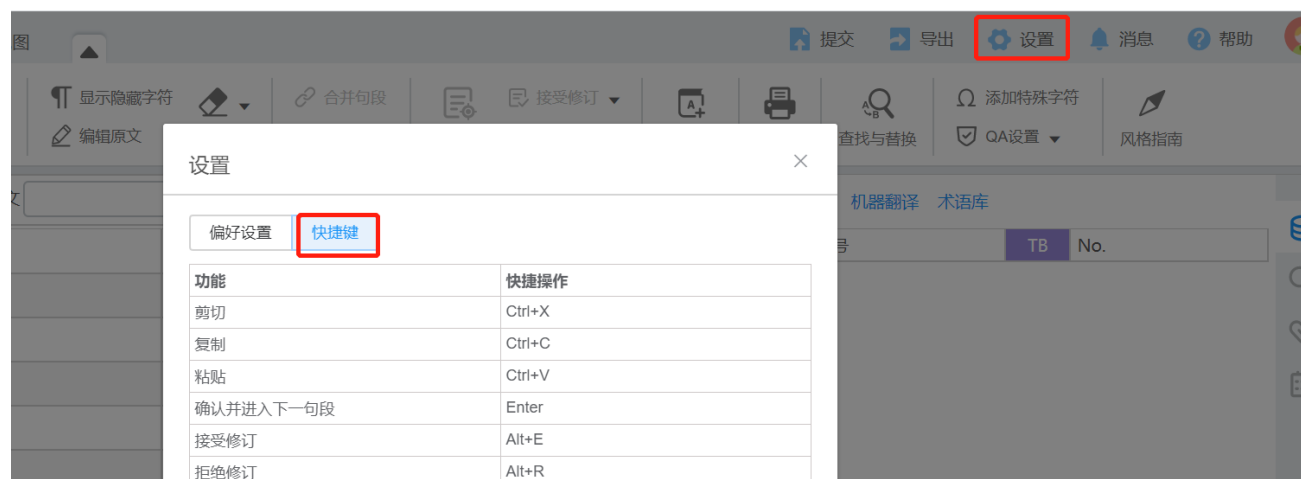 图 提交 导出 设置 消息 帮助
显示隐藏字符 合并句段 接受修订 添加特殊字符
编辑原文 查找与替换 QA设置 风格指南
设置
机器翻译 术语库
偏好设置 快捷键
号 TB No.
功能 快捷操作
剪切 Ctrl+X
复制 Ctrl+C
粘贴 Ctrl+V
确认并进入下一句段 Enter
接受修订 Alt+E
拒绝修订 Alt+R